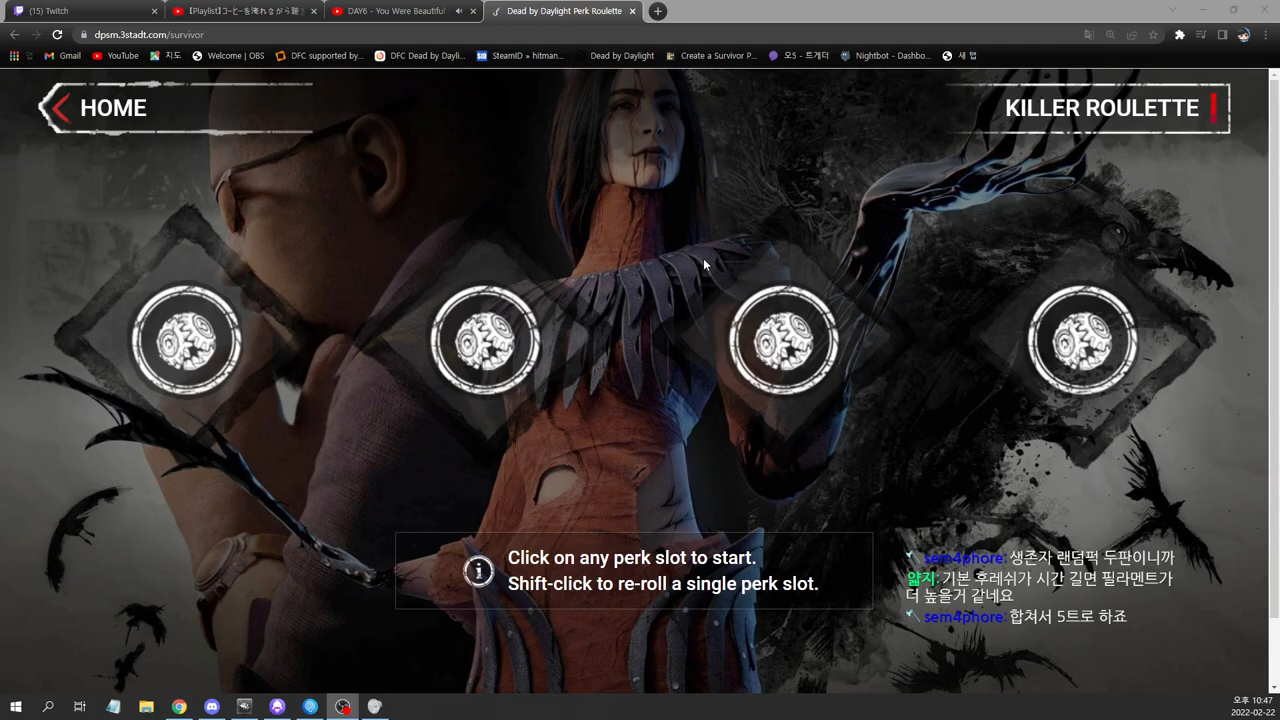 (15) Twitch
[Playlist]コーヒーを淹れながら聴
DAY6 - You Were Beautiful
Dead by Daylight Perk Roulette
dpsm.3stadt.com/survivor
Gmail
YouTube
지도
Welcome | OBS
DFC supported by...
DFC Dead by Dayli...
SteamID » hitman...
Dead by Daylight
Create a Survivor P...
오5 - 트게더
Nightbot - Dashbo...
새 탭
HOME
KILLER ROULETTE
Click on any perk slot to start.
Shift-click to re-roll a single perk slot.
sem4phore: 생존자 랜덤퍽 두판이니까
얇지: 기본 후레쉬가 시간 길면 필라멘트가
더 높을거 같네요
sem4phore: 합쳐서 5트로 하죠
오후 10:47
2022-02-22